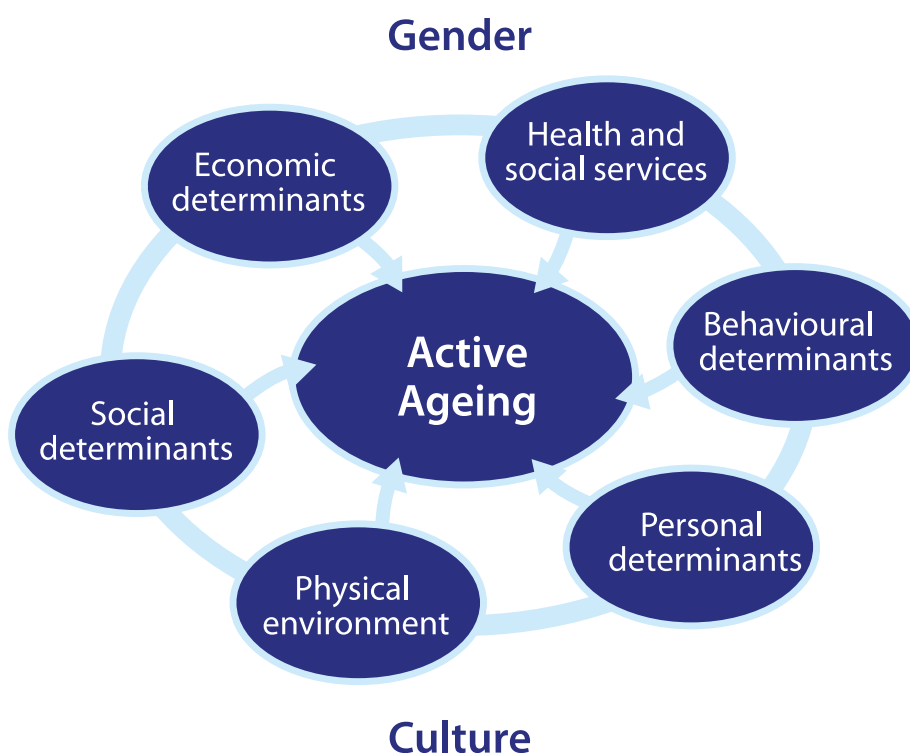 Gender
Health and
social services
Economic
determinants
Behavioural
determinants
Active
Ageing
Social
determinants
Personal
determinants
Physical
environment
Culture